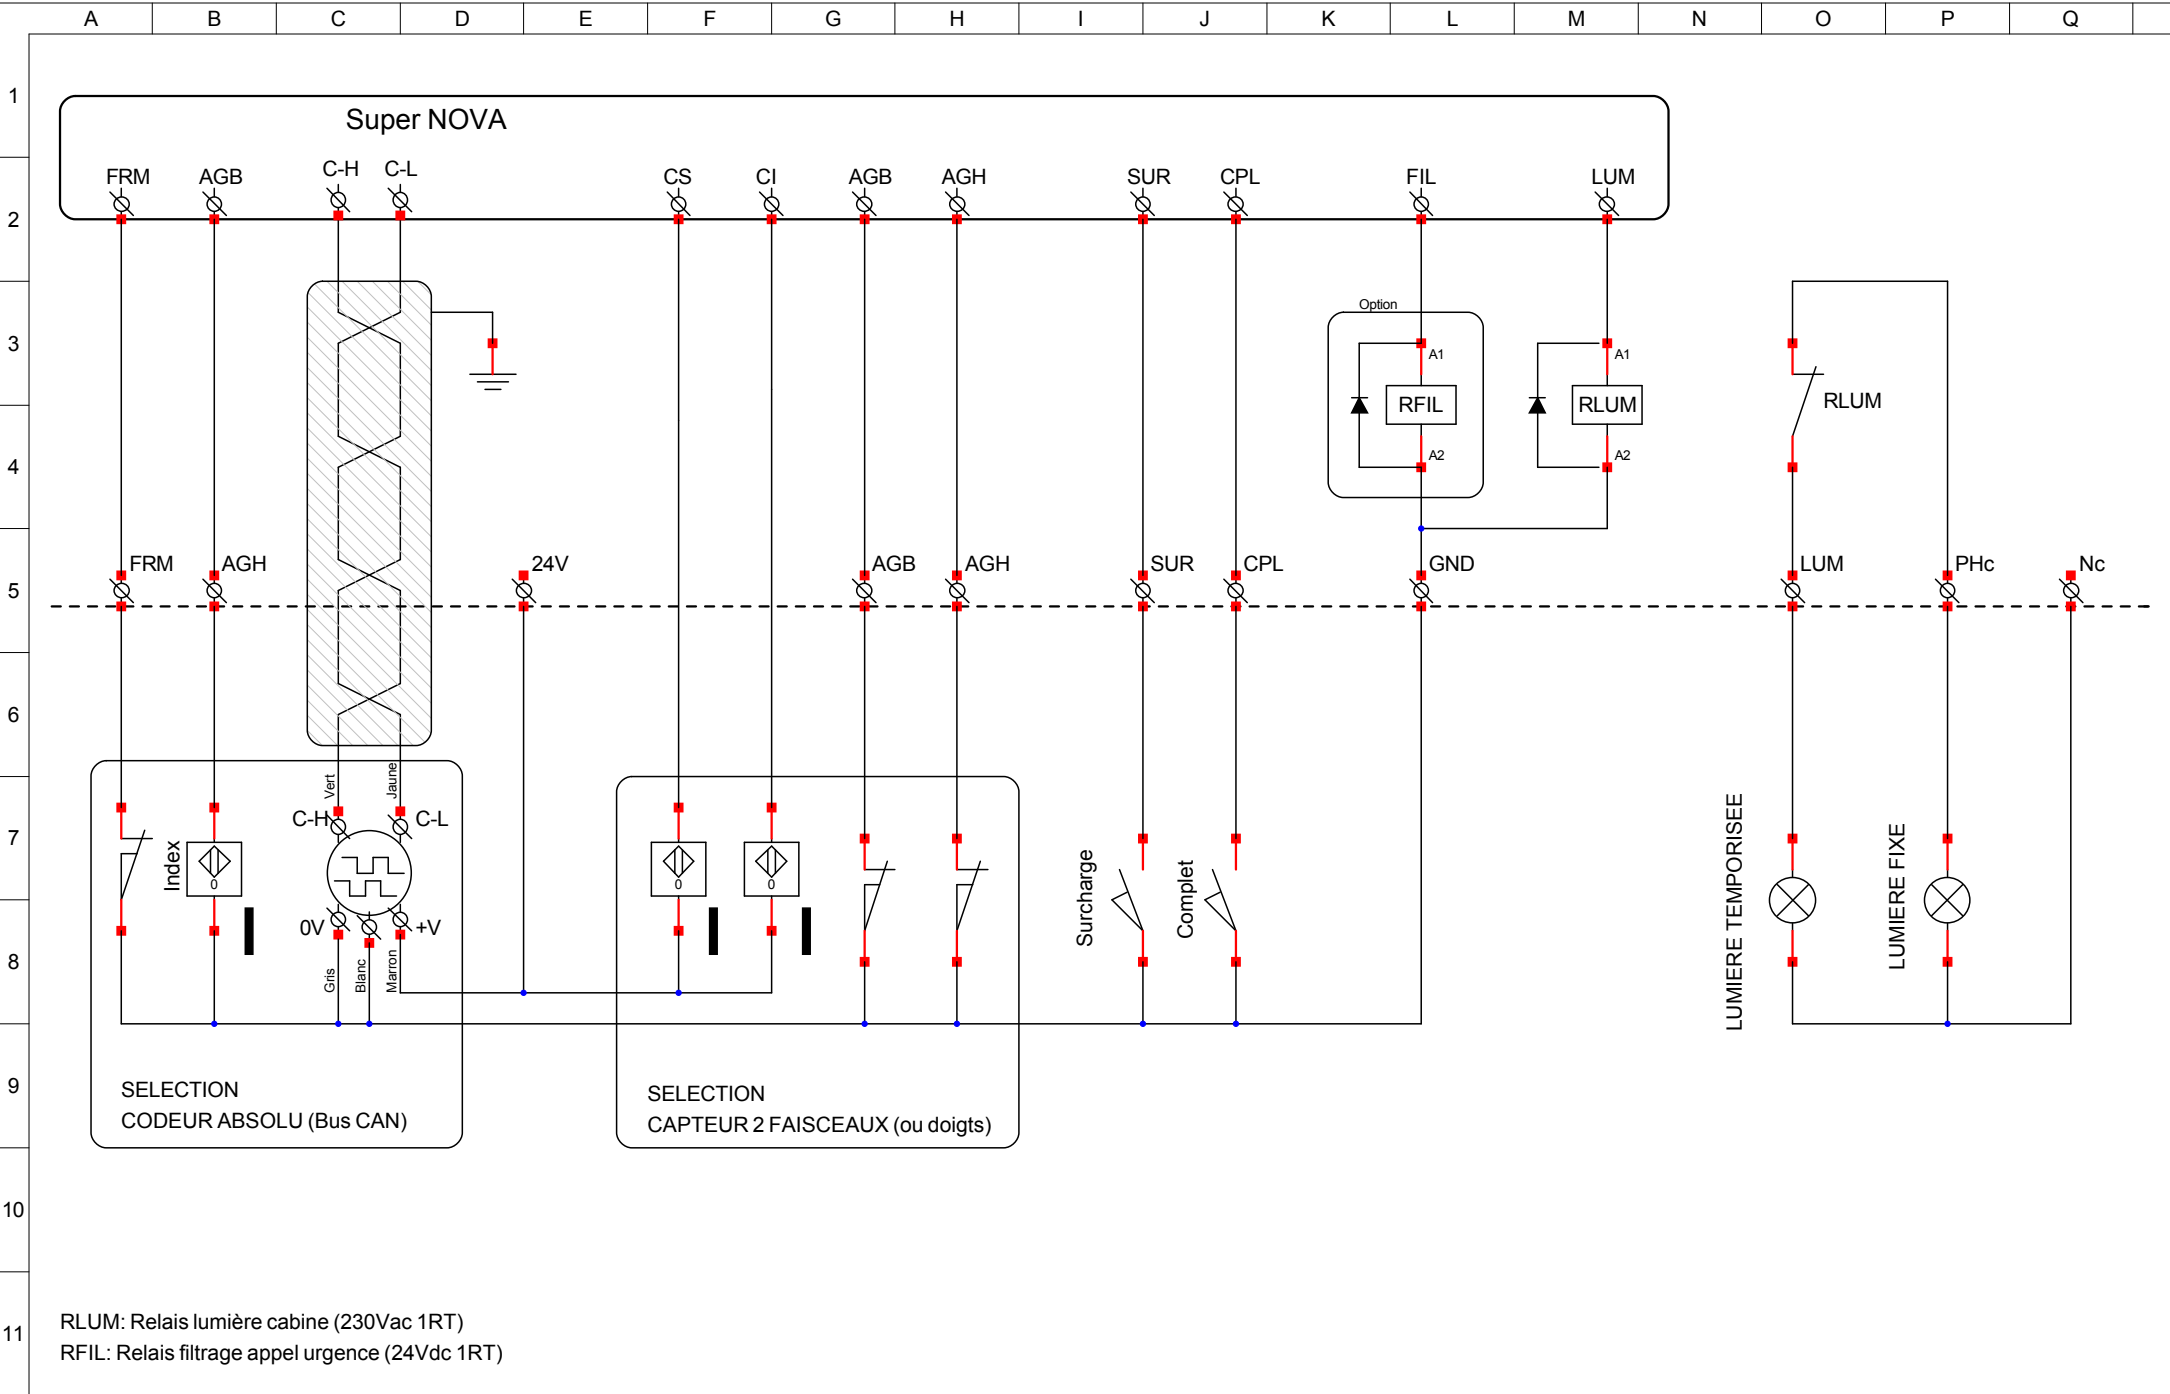 A B C D E F G H I J K L M N O P Q
1
Super NOVA
C-H C-L
FRM AGB CS CI AGB AGH SUR CPL FIL LUM
2
Option
3
A1 A1
RFIL RLUM RLUM
4
A2 A2
FRM AGH 24V AGB AGH SUR CPL GND LUM PHc Nc
5
6
Vert Jaune
C-H C-L
7
Index
0 0 0
Surcharge
Complet
LUMIERE TEMPORISEE
LUMIERE FIXE
0V +V
8
Gris Blanc Marron
9
SELECTION
CODEUR ABSOLU (Bus CAN)
SELECTION
CAPTEUR 2 FAISCEAUX (ou doigts)
10
11
RLUM: Relais lumière cabine (230Vac 1RT)
RFIL: Relais filtrage appel urgence (24Vdc 1RT)